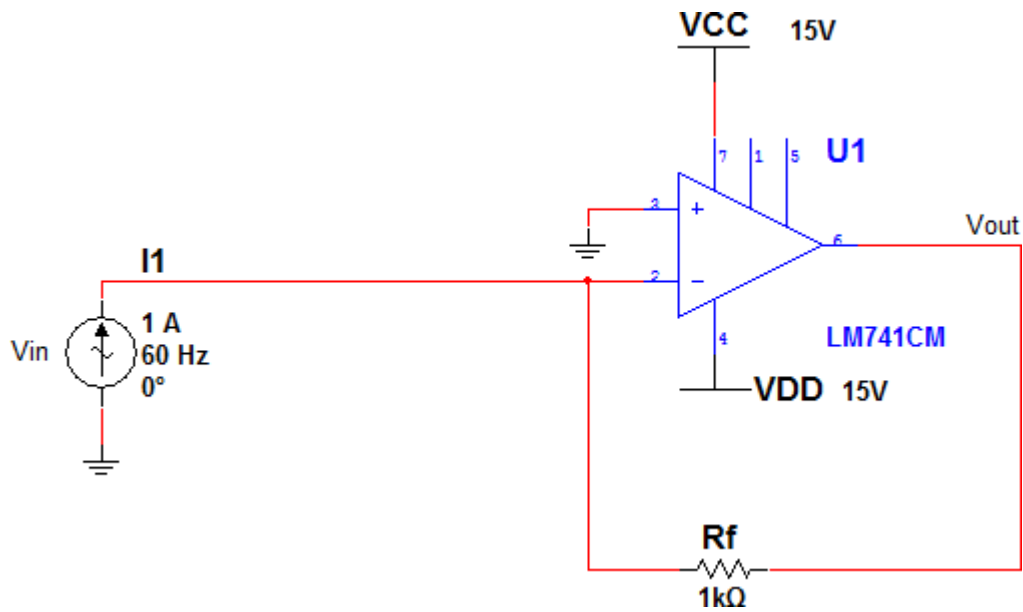 VCC 15V
7 1 5 U1
3 +
Vout
6
I1
2 −
1 A
Vin
60 Hz
0°
4
LM741CM
VDD 15V
Rf
1kΩ